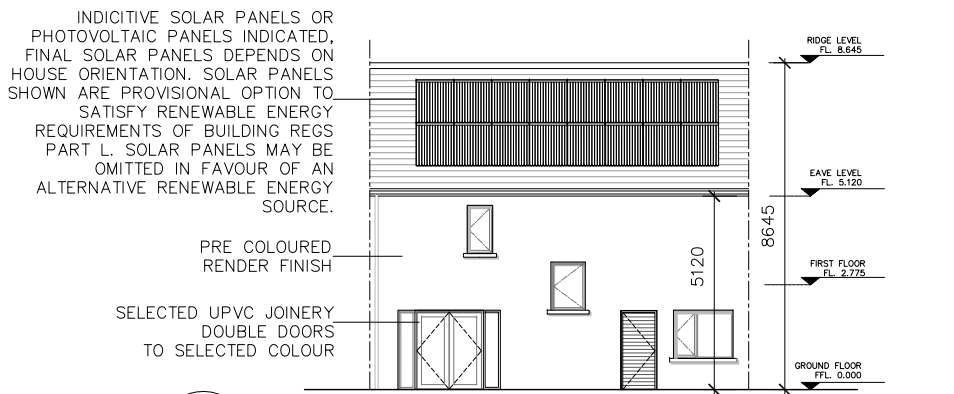 INDICITIVE SOLAR PANELS OR
PHOTOVOLTAIC PANELS INDICATED,
FINAL SOLAR PANELS DEPENDS ON
HOUSE ORIENTATION. SOLAR PANELS
SHOWN ARE PROVISIONAL OPTION TO
SATISFY RENEWABLE ENERGY
REQUIREMENTS OF BUILDING REGS
PART L. SOLAR PANELS MAY BE
OMITTED IN FAVOUR OF AN
ALTERNATIVE RENEWABLE ENERGY
SOURCE.
PRE COLOURED
RENDER FINISH
SELECTED UPVC JOINERY
DOUBLE DOORS
TO SELECTED COLOUR
5120
8645
RIDGE LEVEL
FL. 8.645
EAVE LEVEL
FL. 5.120
FIRST FLOOR
FL. 2.775
GROUND FLOOR
FFL. 0.000